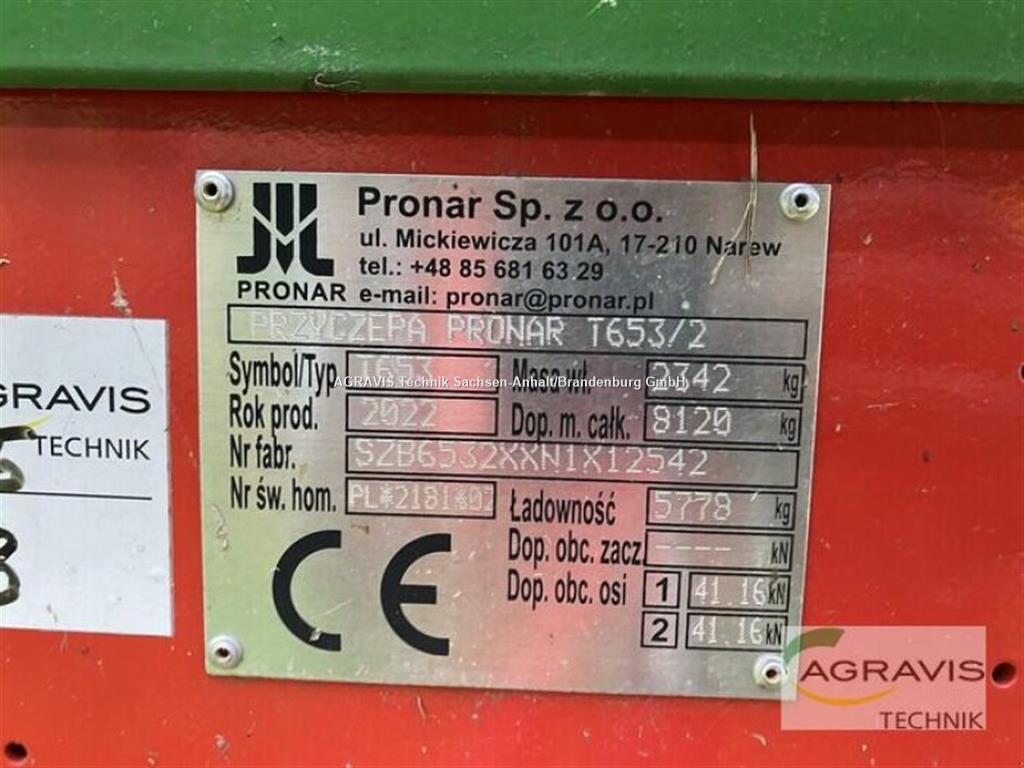 Pronar Sp. z o.o.
ul. Mickiewicza 101A, 17-210 Narew
tel.: +48 85 681 63 29
PRONAR e-mail: pronar@pronar.pl
PRZYCZEPA PRONAR T653/2
Symbol/Typ T653 Masa wł. 2342 kg
AGRAVIS Technik Sachsen-Anhalt/Brandenburg GmbH
Rok prod. 2022 Dop. m. całk. 8120 kg
Nr fabr. SZB6532XXN1X12542
Nr św. hom. PL*2181*02 Ładowność 5778 kg
Dop. obc. zacz. ---- kN
Dop. obc. osi 1 41.16 kN
2 41.16 kN
CE
GRAVIS
TECHNIK
AGRAVIS
TECHNIK